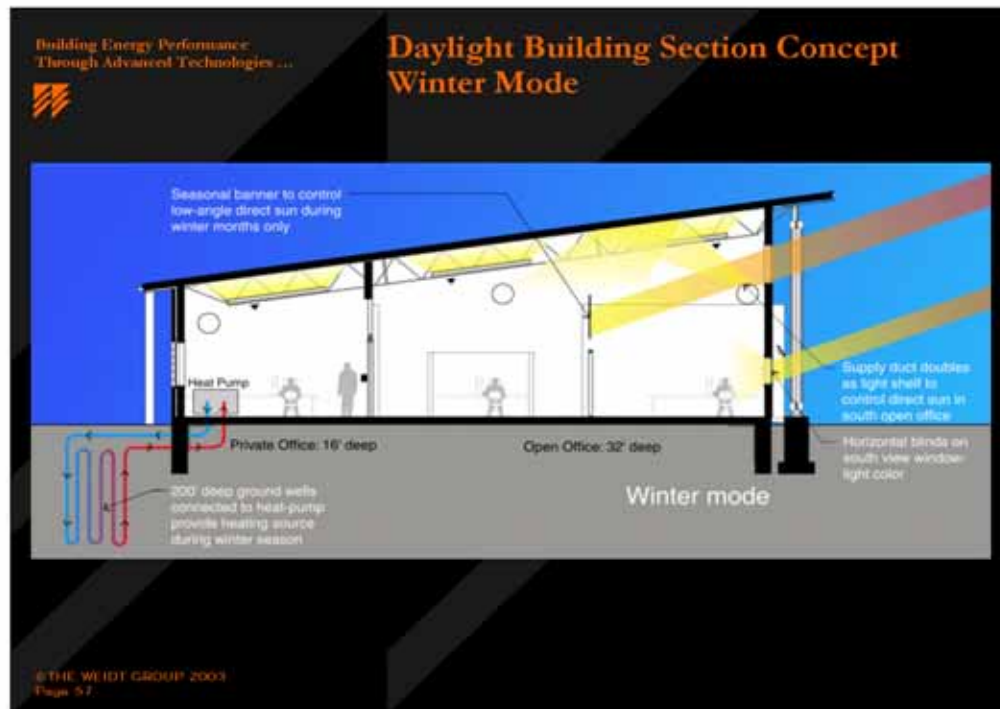 Building Energy Performance
Through Advanced Technologies ...
Daylight Building Section Concept
Winter Mode
Seasonal banner to control
low-angle direct sun during
winter months only
Heat Pump
Supply duct doubles
as light shelf to
control direct sun in
south open office
Private Office: 16' deep
Open Office: 32' deep
Horizontal blinds on
south view window-
light color
200' deep ground wells
connected to heat-pump
provide heating source
during winter season
Winter mode
©THE WEIDT GROUP 2003
Page 57